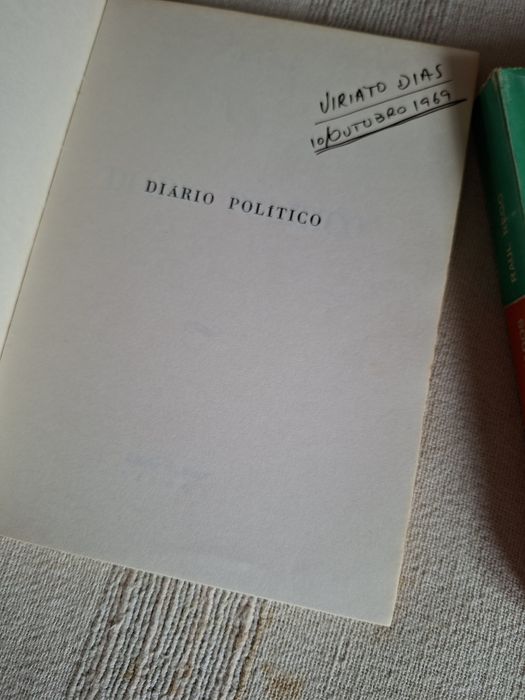 VIRIATO DIAS
10/OUTUBRO 1969
DIÁRIO POLÍTICO